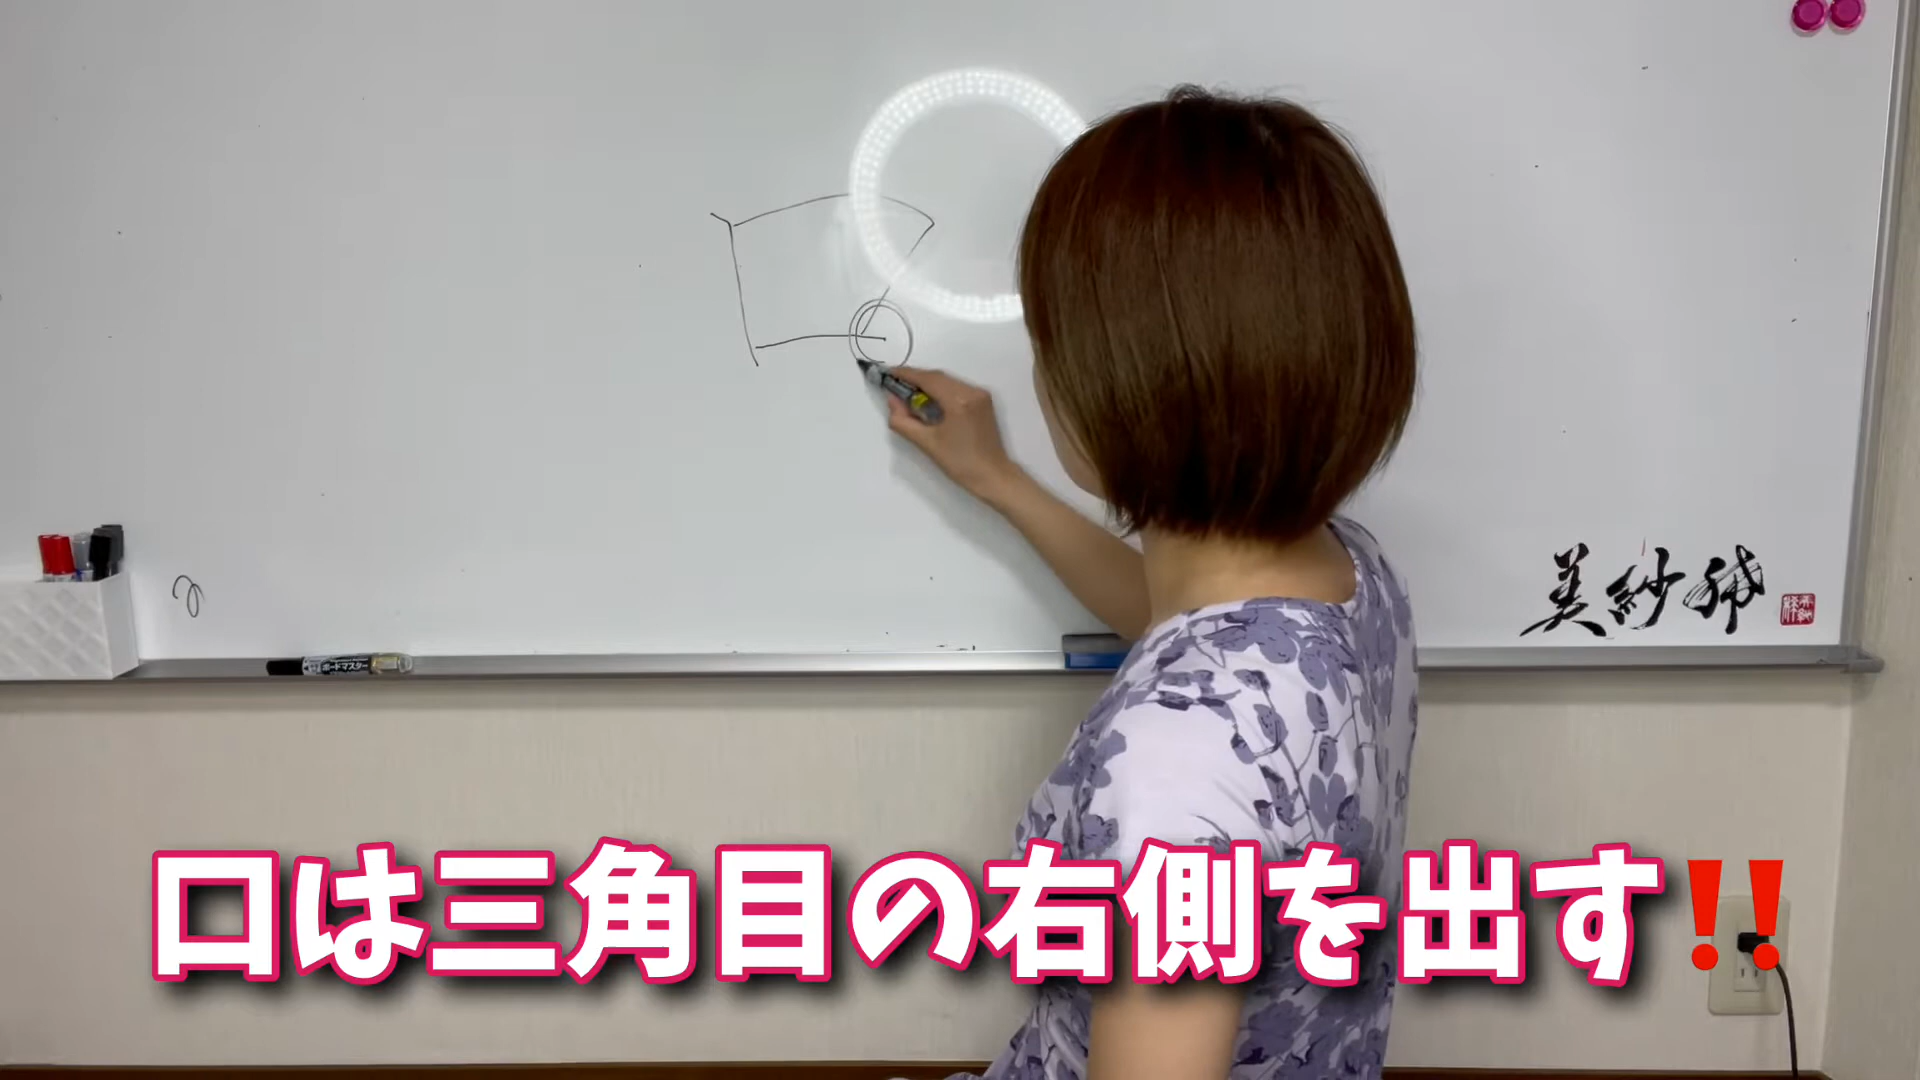 口
ボードマスター
美紗
口は三角目の右側を出す‼